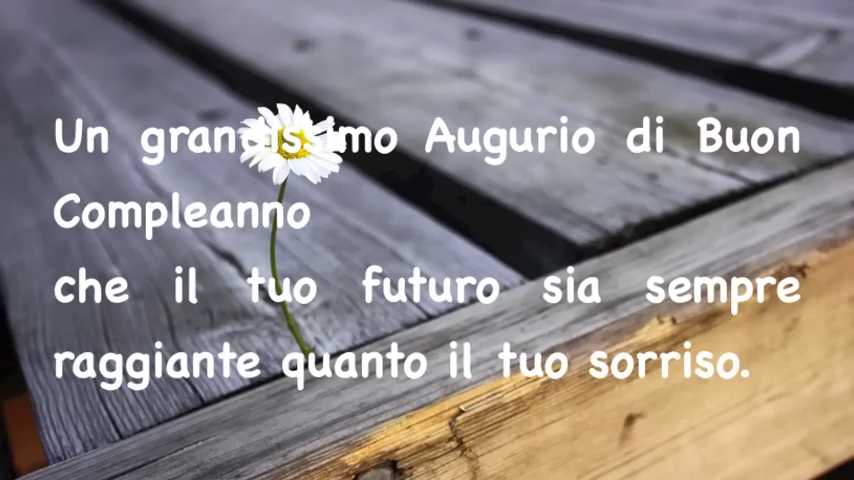 Un grandissimo Augurio di Buon
Compleanno
che il tuo futuro sia sempre
raggiante quanto il tuo sorriso.